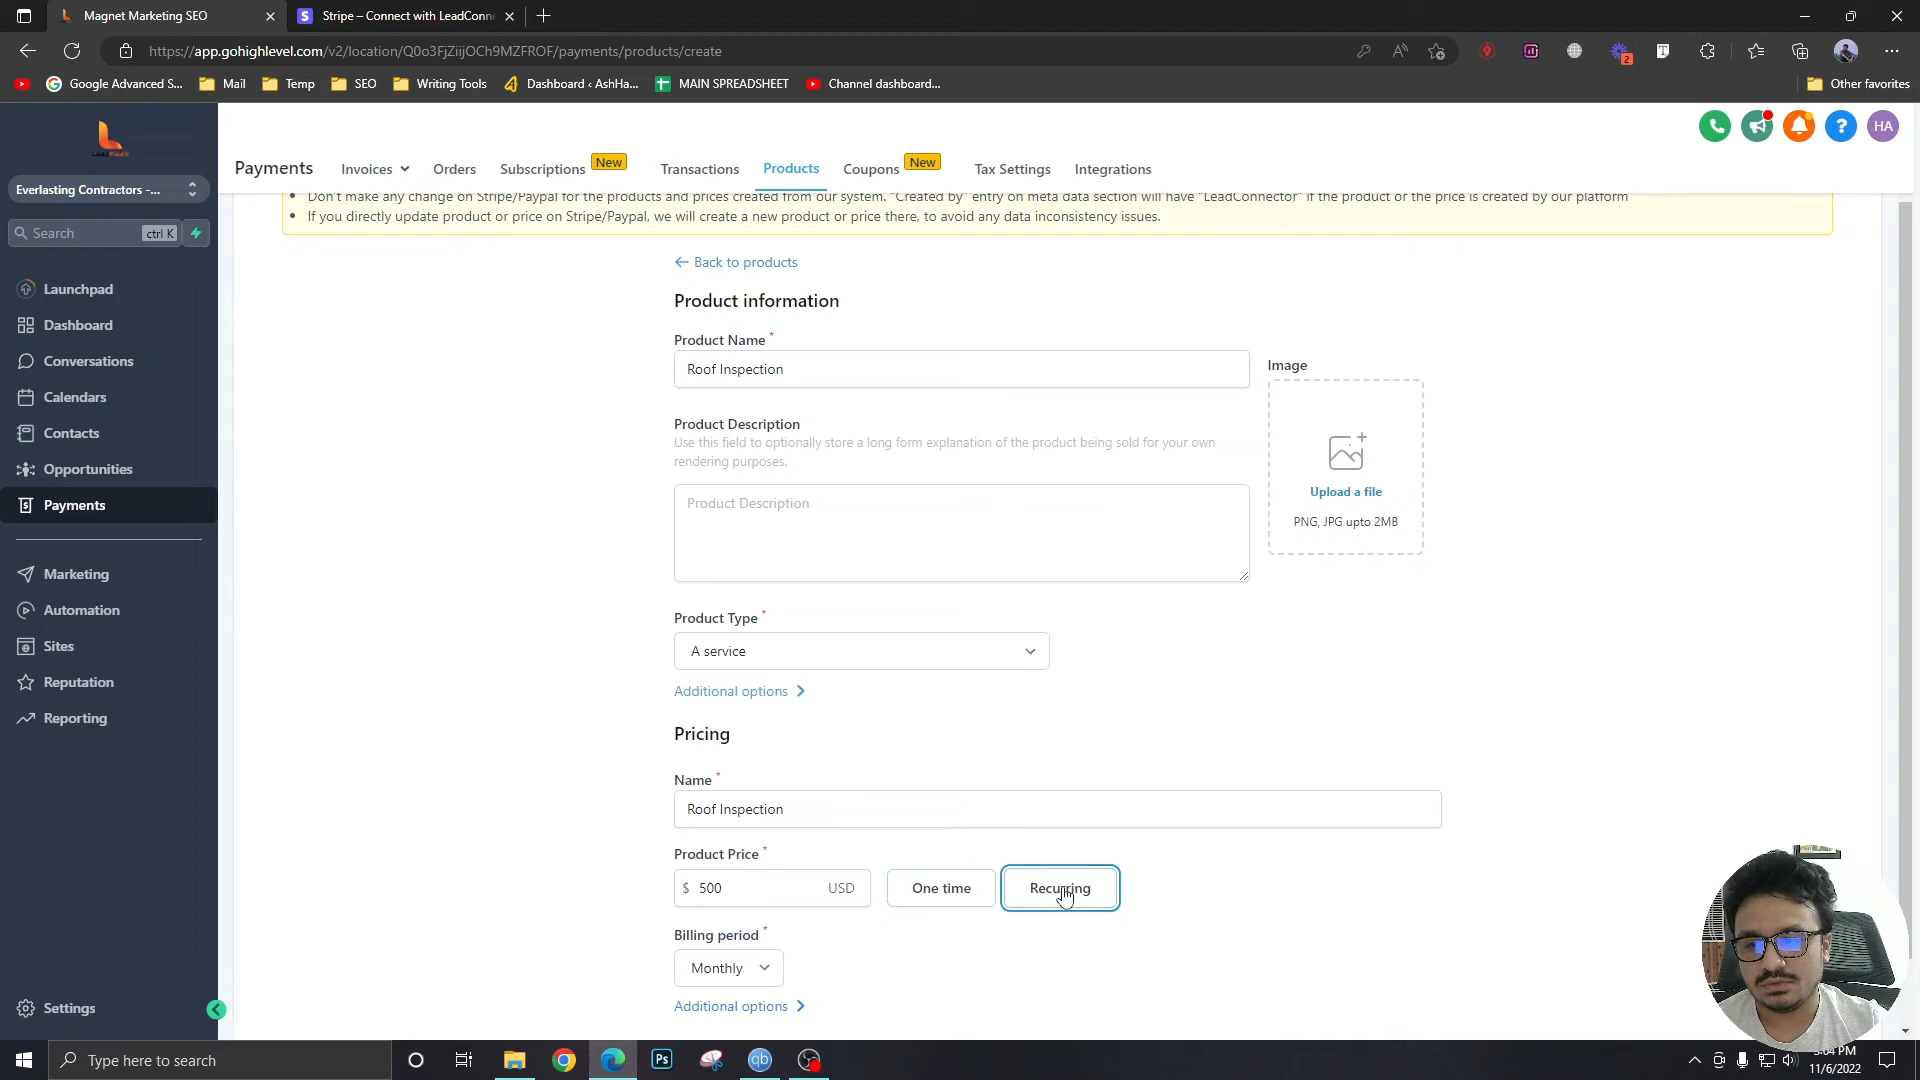 Magnet Marketing SEO
Stripe – Connect with LeadConne
https://app.gohighlevel.com/v2/location/Q0o3FjZiijOCh9MZFROF/payments/products/create
2
Google Advanced S...
Mail
Temp
SEO
Writing Tools
Dashboard ‹ AshHa...
MAIN SPREADSHEET
Channel dashboard...
Other favorites
HA
Payments
Invoices
Orders
Subscriptions
New
Transactions
Products
Coupons
New
Tax Settings
Integrations
Everlasting Contractors -...
Search
ctrl K
Launchpad
Dashboard
Conversations
Calendars
Contacts
Opportunities
Payments
Marketing
Automation
Sites
Reputation
Reporting
Settings
• Don't make any change on Stripe/Paypal for the products and prices created from our system. "Created by" entry on meta data section will have "LeadConnector" if the product or the price is created by our platform
• If you directly update product or price on Stripe/Paypal, we will create a new product or price there, to avoid any data inconsistency issues.
← Back to products
Product information
Product Name *
Roof Inspection
Image
Upload a file
PNG, JPG upto 2MB
Product Description
Use this field to optionally store a long form explanation of the product being sold for your own
rendering purposes.
Product Description
Product Type *
A service
Additional options
Pricing
Name *
Roof Inspection
Product Price *
$ 500 USD
One time
Recurring
Billing period *
Monthly
Additional options
Type here to search
Ps
qb
PM
11/6/2022